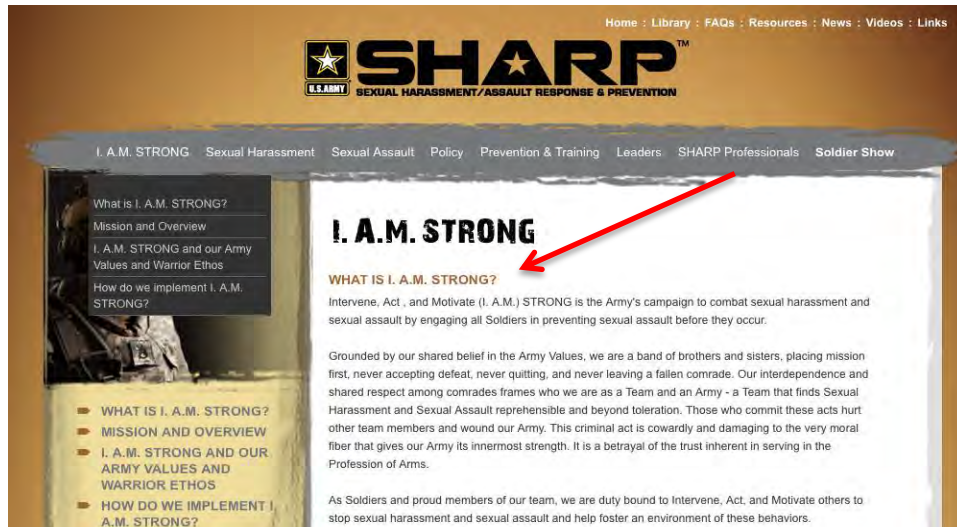 Home : Library : FAQs : Resources : News : Videos : Links
SHARP™
U.S.ARMY
SEXUAL HARASSMENT/ASSAULT RESPONSE & PREVENTION
I. A.M. STRONG Sexual Harassment Sexual Assault Policy Prevention & Training Leaders SHARP Professionals Soldier Show
What is I. A.M. STRONG?
Mission and Overview
I. A.M. STRONG and our Army
Values and Warrior Ethos
How do we implement I. A.M.
STRONG?
WHAT IS I. A.M. STRONG?
MISSION AND OVERVIEW
I. A.M. STRONG AND OUR
ARMY VALUES AND
WARRIOR ETHOS
HOW DO WE IMPLEMENT I.
A.M. STRONG?
I. A.M. STRONG
WHAT IS I. A.M. STRONG?
Intervene, Act , and Motivate (I. A.M.) STRONG is the Army's campaign to combat sexual harassment and
sexual assault by engaging all Soldiers in preventing sexual assault before they occur.
Grounded by our shared belief in the Army Values, we are a band of brothers and sisters, placing mission
first, never accepting defeat, never quitting, and never leaving a fallen comrade. Our interdependence and
shared respect among comrades frames who we are as a Team and an Army - a Team that finds Sexual
Harassment and Sexual Assault reprehensible and beyond toleration. Those who commit these acts hurt
other team members and wound our Army. This criminal act is cowardly and damaging to the very moral
fiber that gives our Army its innermost strength. It is a betrayal of the trust inherent in serving in the
Profession of Arms.
As Soldiers and proud members of our team, we are duty bound to Intervene, Act, and Motivate others to
stop sexual harassment and sexual assault and help foster an environment of these behaviors.